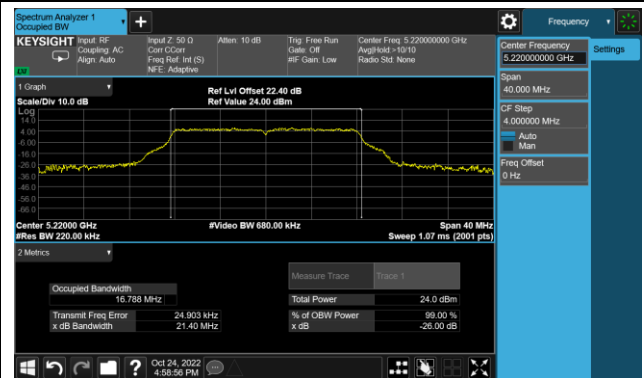 Spectrum Analyzer 1
Occupied BW
Frequency
KEYSIGHT
Input: RF
Coupling: AC
Align: Auto
Input Z: 50 Ω
Corr CCorr
Freq Ref: Int (S)
NFE: Adaptive
Atten: 10 dB
Trig: Free Run
Gate: Off
#IF Gain: Low
Center Freq: 5.220000000 GHz
Avg|Hold:>10/10
Radio Std: None
LXI
Center Frequency
5.220000000 GHz
Settings
Span
40.000 MHz
CF Step
4.000000 MHz
Auto
Man
Freq Offset
0 Hz
1 Graph
Scale/Div 10.0 dB
Ref Lvl Offset 22.40 dB
Ref Value 24.00 dBm
Log
14.0
4.00
-6.00
-16.0
-26.0
-36.0
-46.0
-56.0
-66.0
Center 5.22000 GHz
#Res BW 220.00 kHz
#Video BW 680.00 kHz
Span 40 MHz
Sweep 1.07 ms (2001 pts)
2 Metrics
Measure Trace
Trace 1
Occupied Bandwidth
16.788 MHz
Total Power
24.0 dBm
Transmit Freq Error
24.903 kHz
% of OBW Power
99.00 %
x dB Bandwidth
21.40 MHz
x dB
-26.00 dB
Oct 24, 2022
4:58:56 PM